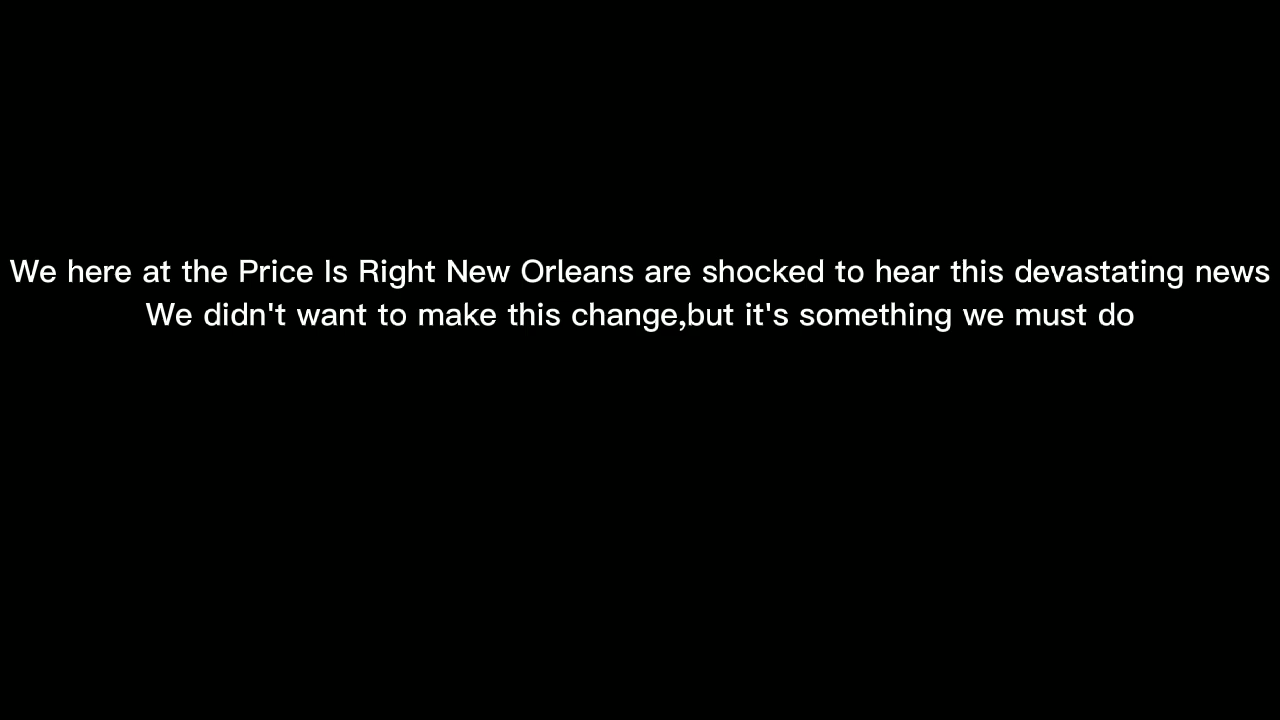 We here at the Price Is Right New Orleans are shocked to hear this devastating news
We didn't want to make this change,but it's something we must do